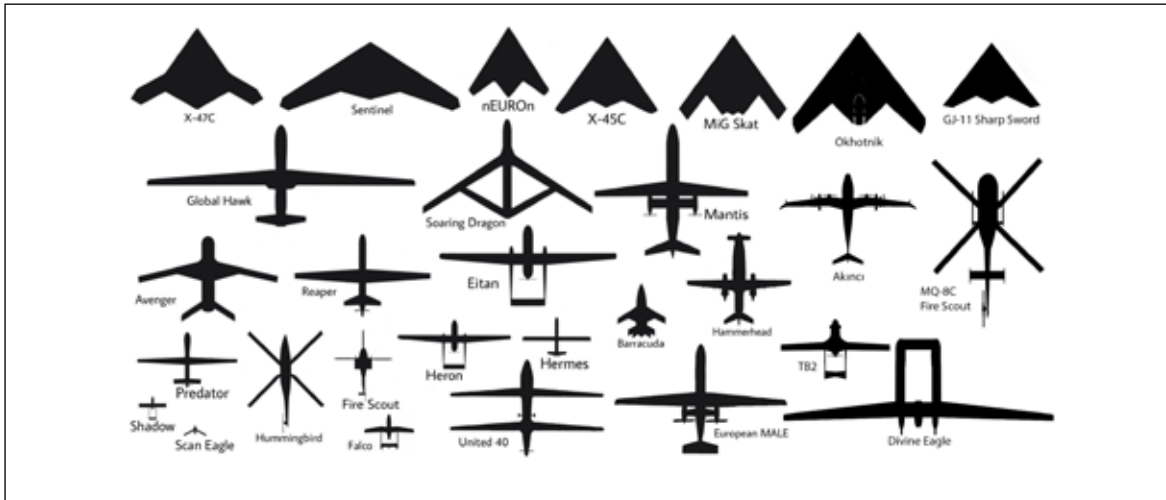 X-47C
Sentinel
nEUROn
X-45C
MiG Skat
Okhotnik
GJ-11 Sharp Sword
Global Hawk
Soaring Dragon
Mantis
Akıncı
MQ-8C
Fire Scout
Avenger
Reaper
Eitan
Barracuda
Hammerhead
Predator
Heron
Hermes
TB2
Shadow
Scan Eagle
Hummingbird
Fire Scout
Falco
United 40
European MALE
Divine Eagle